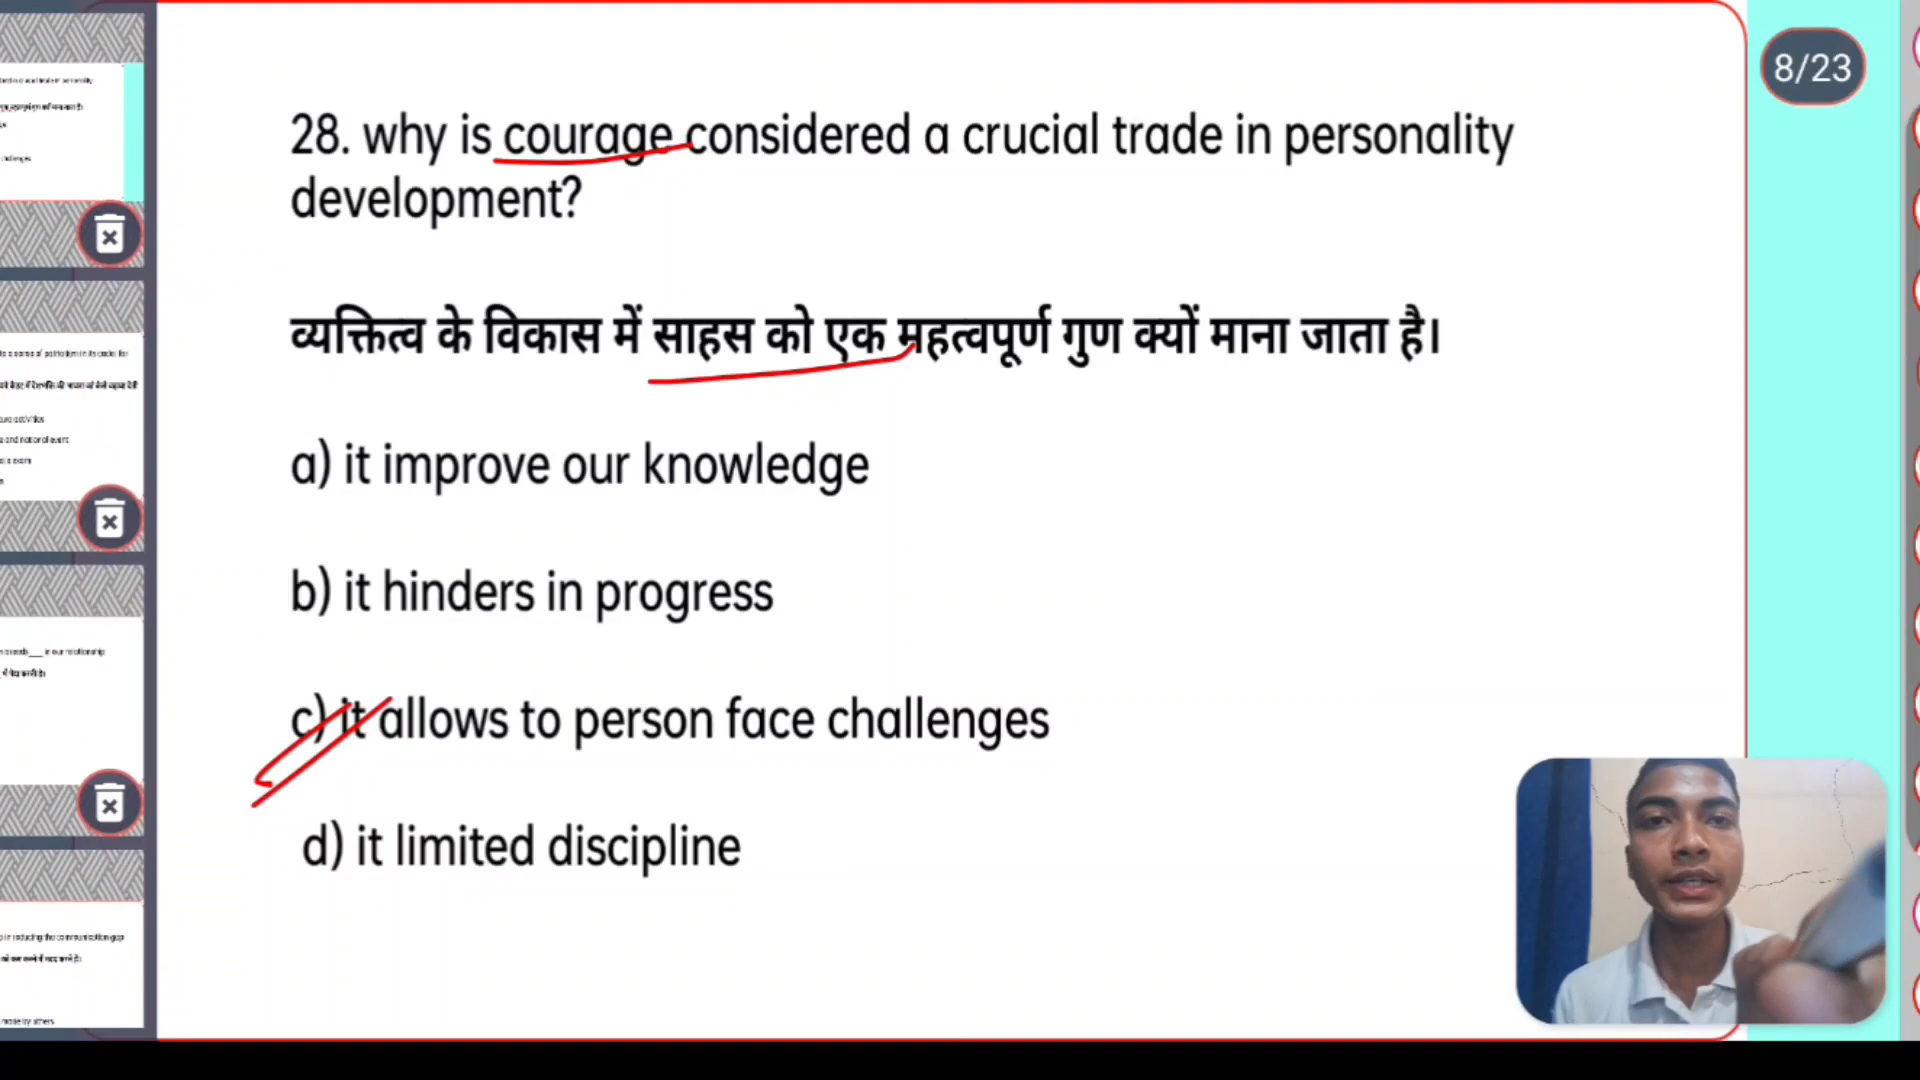 8/23
28. why is courage considered a crucial trade in personality
development?
व्यक्तित्व के विकास में साहस को एक महत्वपूर्ण गुण क्यों माना जाता है।
a) it improve our knowledge
b) it hinders in progress
c) it allows to person face challenges
d) it limited discipline